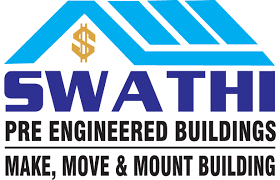 $
SWATHI
PRE ENGINEERED BUILDINGS
MAKE, MOVE & MOUNT BUILDING